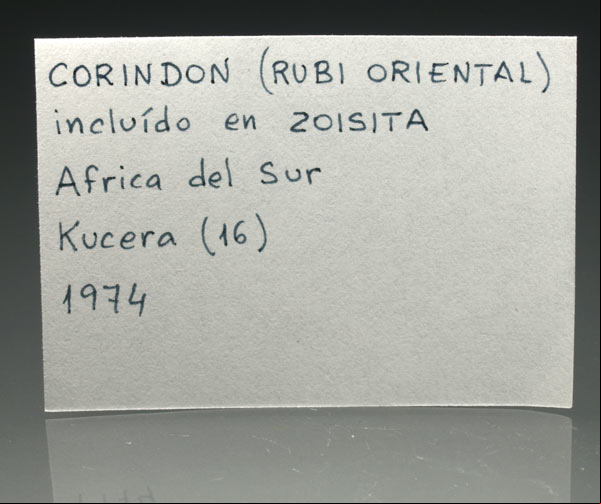 CORINDON (RUBI ORIENTAL)
incluído en ZOISITA
Africa del Sur
Kucera (16)
1974